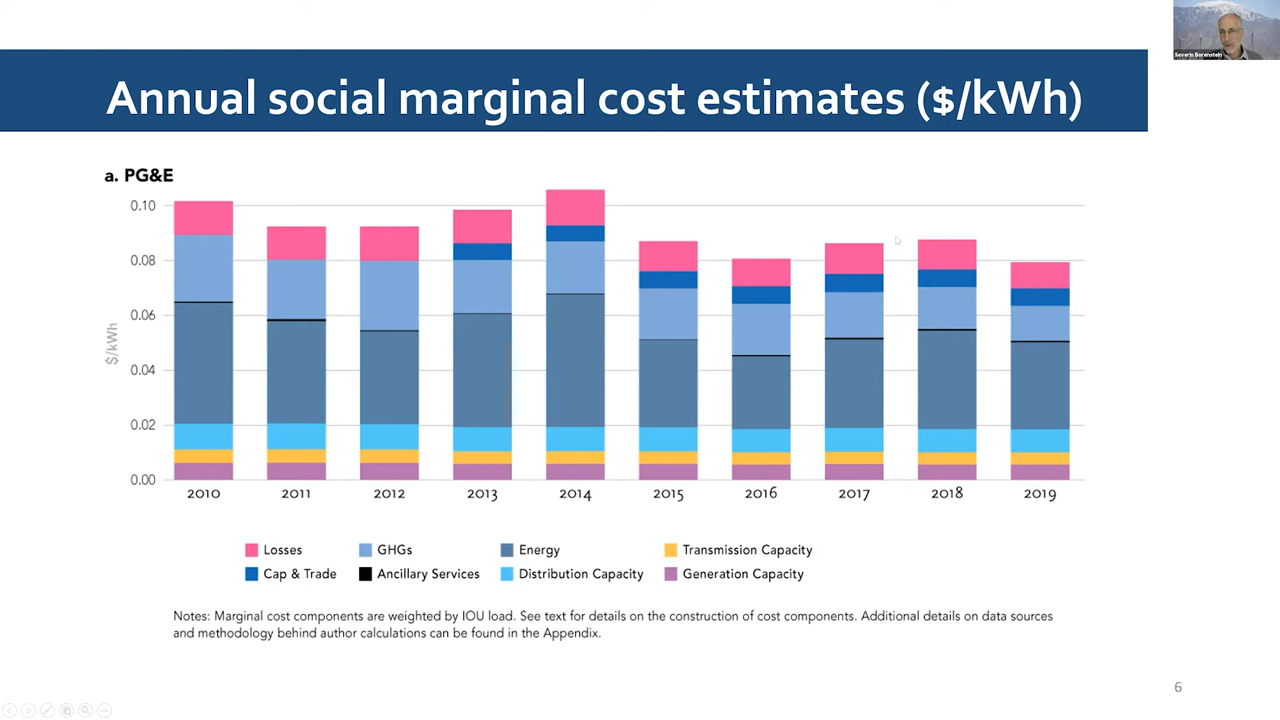 Severin Borenstein
Annual social marginal cost estimates ($/kWh)
a. PG&E
0.10
0.08
0.06
0.04
0.02
0.00
$/kWh
2010 2011 2012 2013 2014 2015 2016 2017 2018 2019
Losses GHGs Energy Transmission Capacity
Cap & Trade Ancillary Services Distribution Capacity Generation Capacity
Notes: Marginal cost components are weighted by IOU load. See text for details on the construction of cost components. Additional details on data sources
and methodology behind author calculations can be found in the Appendix.
6